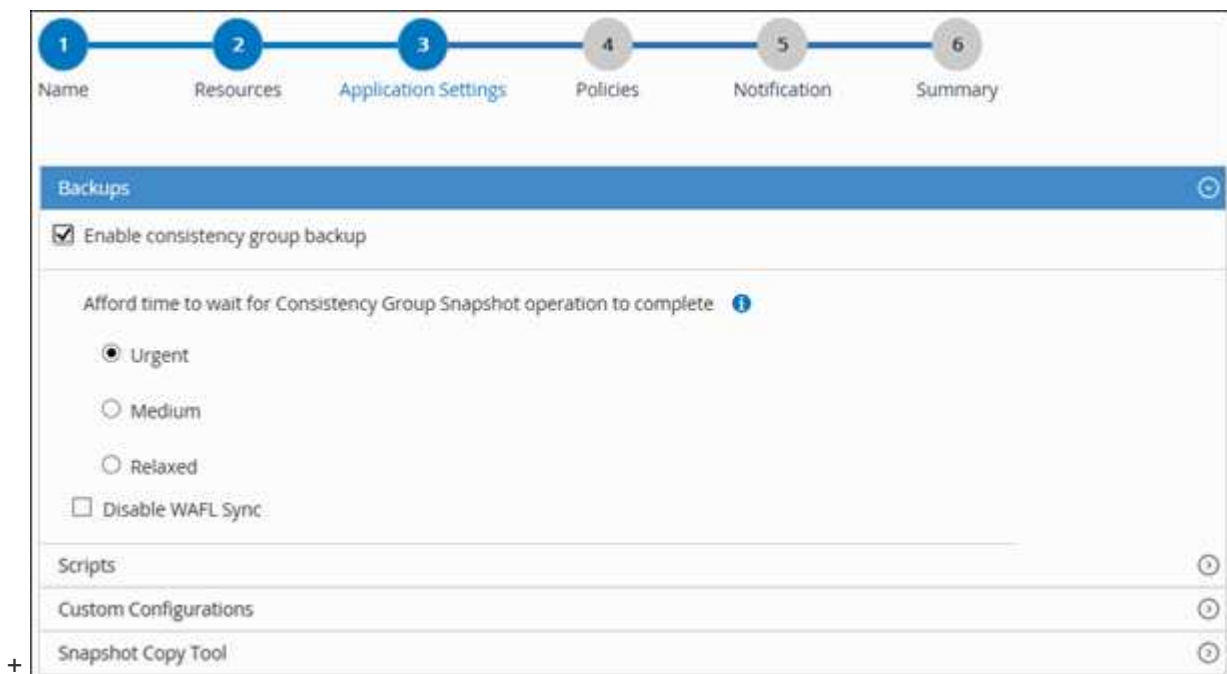 1 2 3 4 5 6
Name Resources Application Settings Policies Notification Summary
Backups
Enable consistency group backup
Afford time to wait for Consistency Group Snapshot operation to complete
Urgent
Medium
Relaxed
Disable WAFL Sync
Scripts
Custom Configurations
Snapshot Copy Tool
+